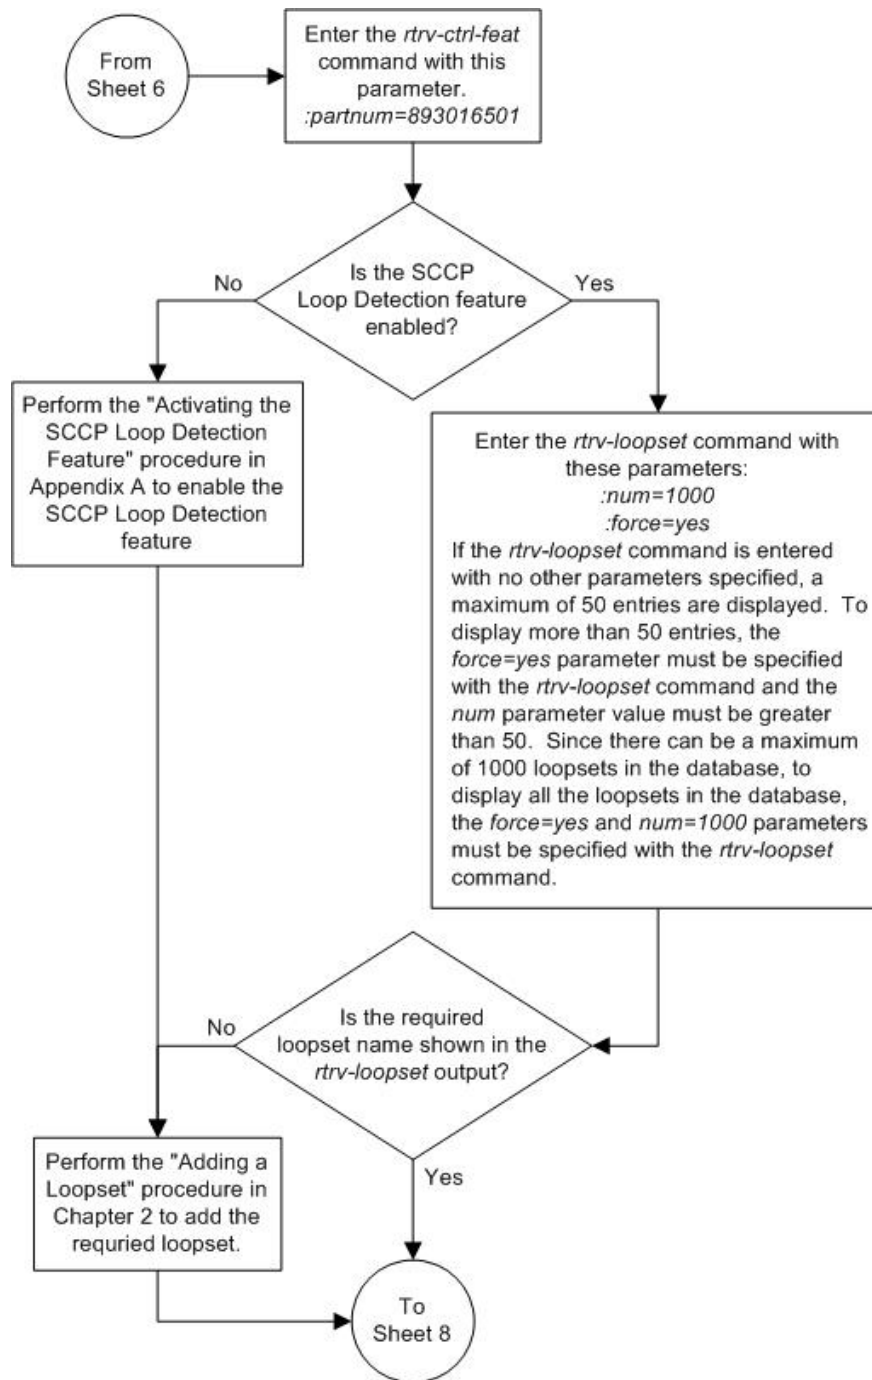 From
Sheet 6
Enter the rtrv-ctrl-feat
command with this
parameter.
:partnum=893016501
Is the SCCP
Loop Detection feature
enabled?
No
Yes
Perform the "Activating the
SCCP Loop Detection
Feature" procedure in
Appendix A to enable the
SCCP Loop Detection
feature
Enter the rtrv-loopset command with
these parameters:
:num=1000
:force=yes
If the rtrv-loopset command is entered
with no other parameters specified, a
maximum of 50 entries are displayed. To
display more than 50 entries, the
force=yes parameter must be specified
with the rtrv-loopset command and the
num parameter value must be greater
than 50. Since there can be a maximum
of 1000 loopsets in the database, to
display all the loopsets in the database,
the force=yes and num=1000 parameters
must be specified with the rtrv-loopset
command.
Is the required
loopset name shown in the
rtrv-loopset output?
No
Yes
Perform the "Adding a
Loopset" procedure in
Chapter 2 to add the
requried loopset.
To
Sheet 8